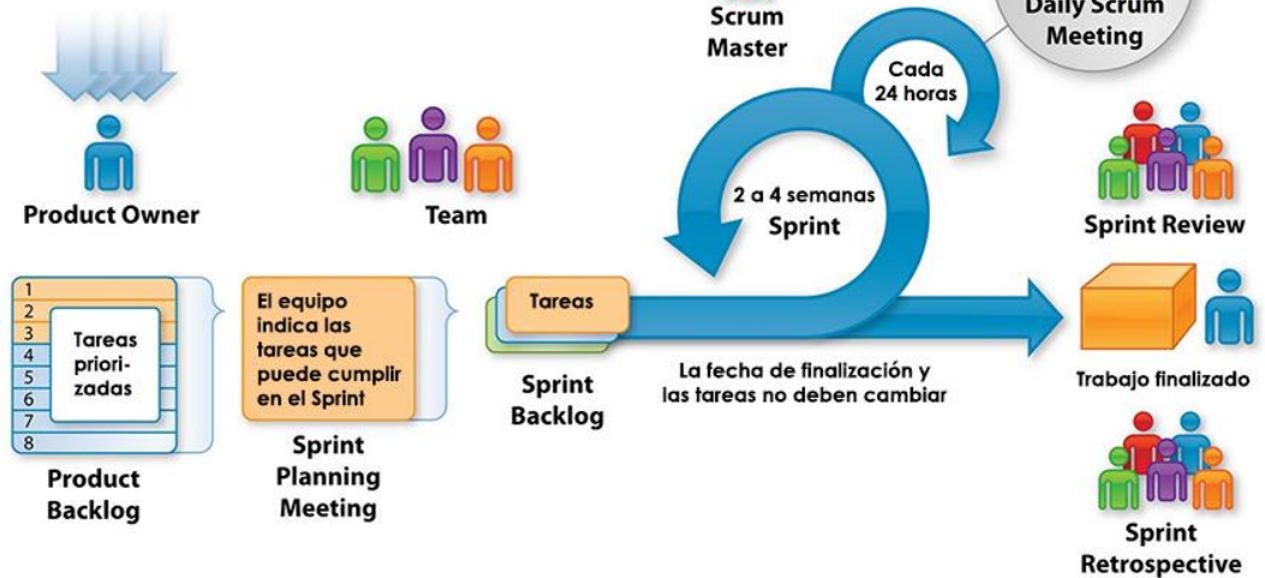 Scrum
Master
Daily Scrum
Meeting
Cada
24 horas
Product Owner
Team
2 a 4 semanas
Sprint
Sprint Review
1
2
3
4
5
6
7
8
Tareas
priori-
zadas
Product
Backlog
El equipo
indica las
tareas que
puede cumplir
en el Sprint
Sprint
Planning
Meeting
Tareas
Sprint
Backlog
La fecha de finalización y
las tareas no deben cambiar
Trabajo finalizado
Sprint
Retrospective